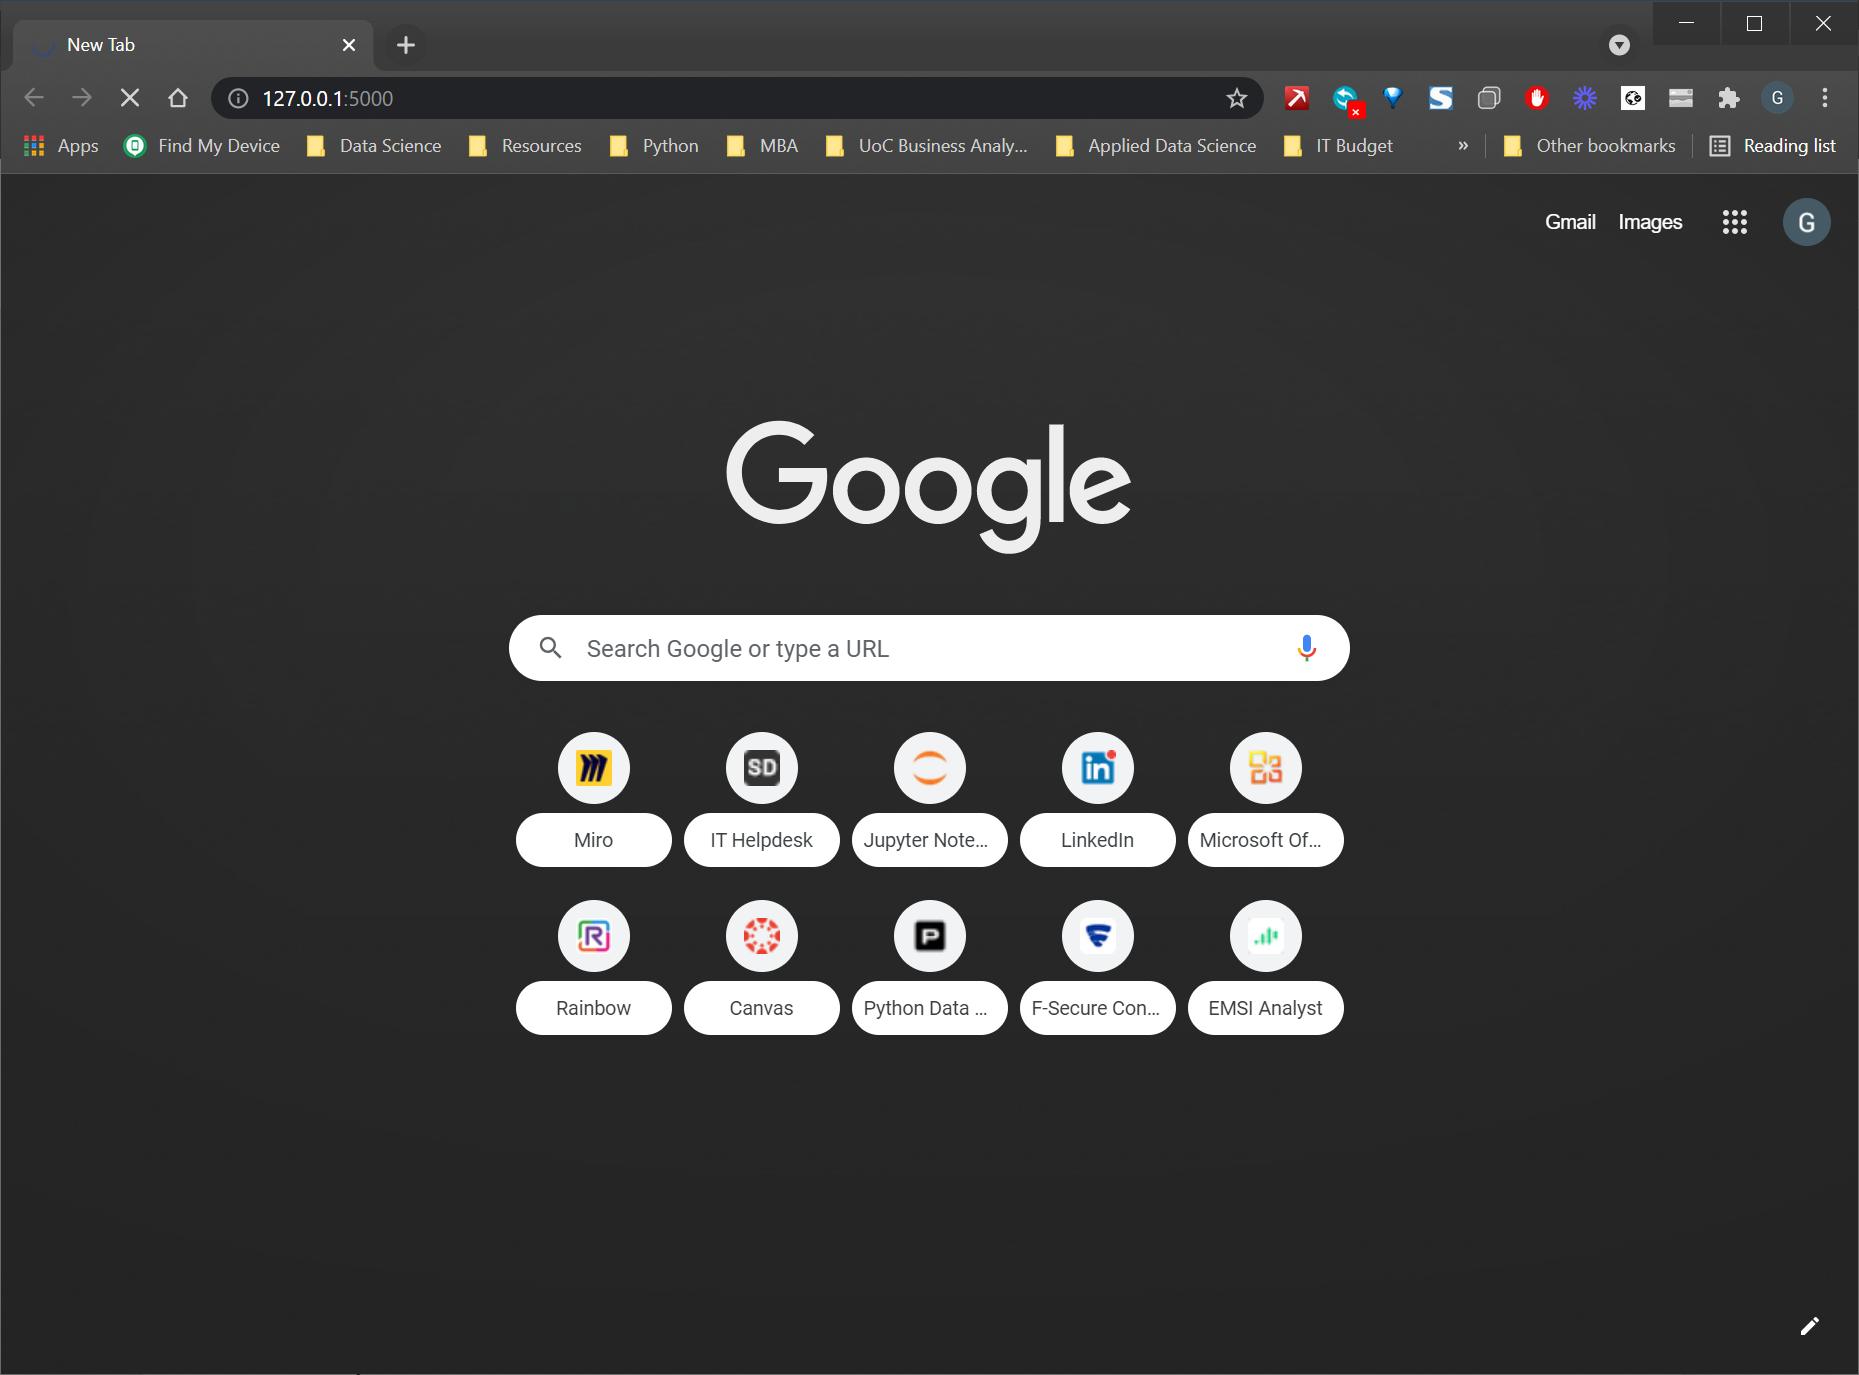 New Tab
127.0.0.1:5000
G
Apps Find My Device Data Science Resources Python MBA UoC Business Analy... Applied Data Science IT Budget » Other bookmarks Reading list
Gmail Images G
Google
Search Google or type a URL
SD in
Miro IT Helpdesk Jupyter Note... LinkedIn Microsoft Of...
R P
Rainbow Canvas Python Data ... F-Secure Con... EMSI Analyst